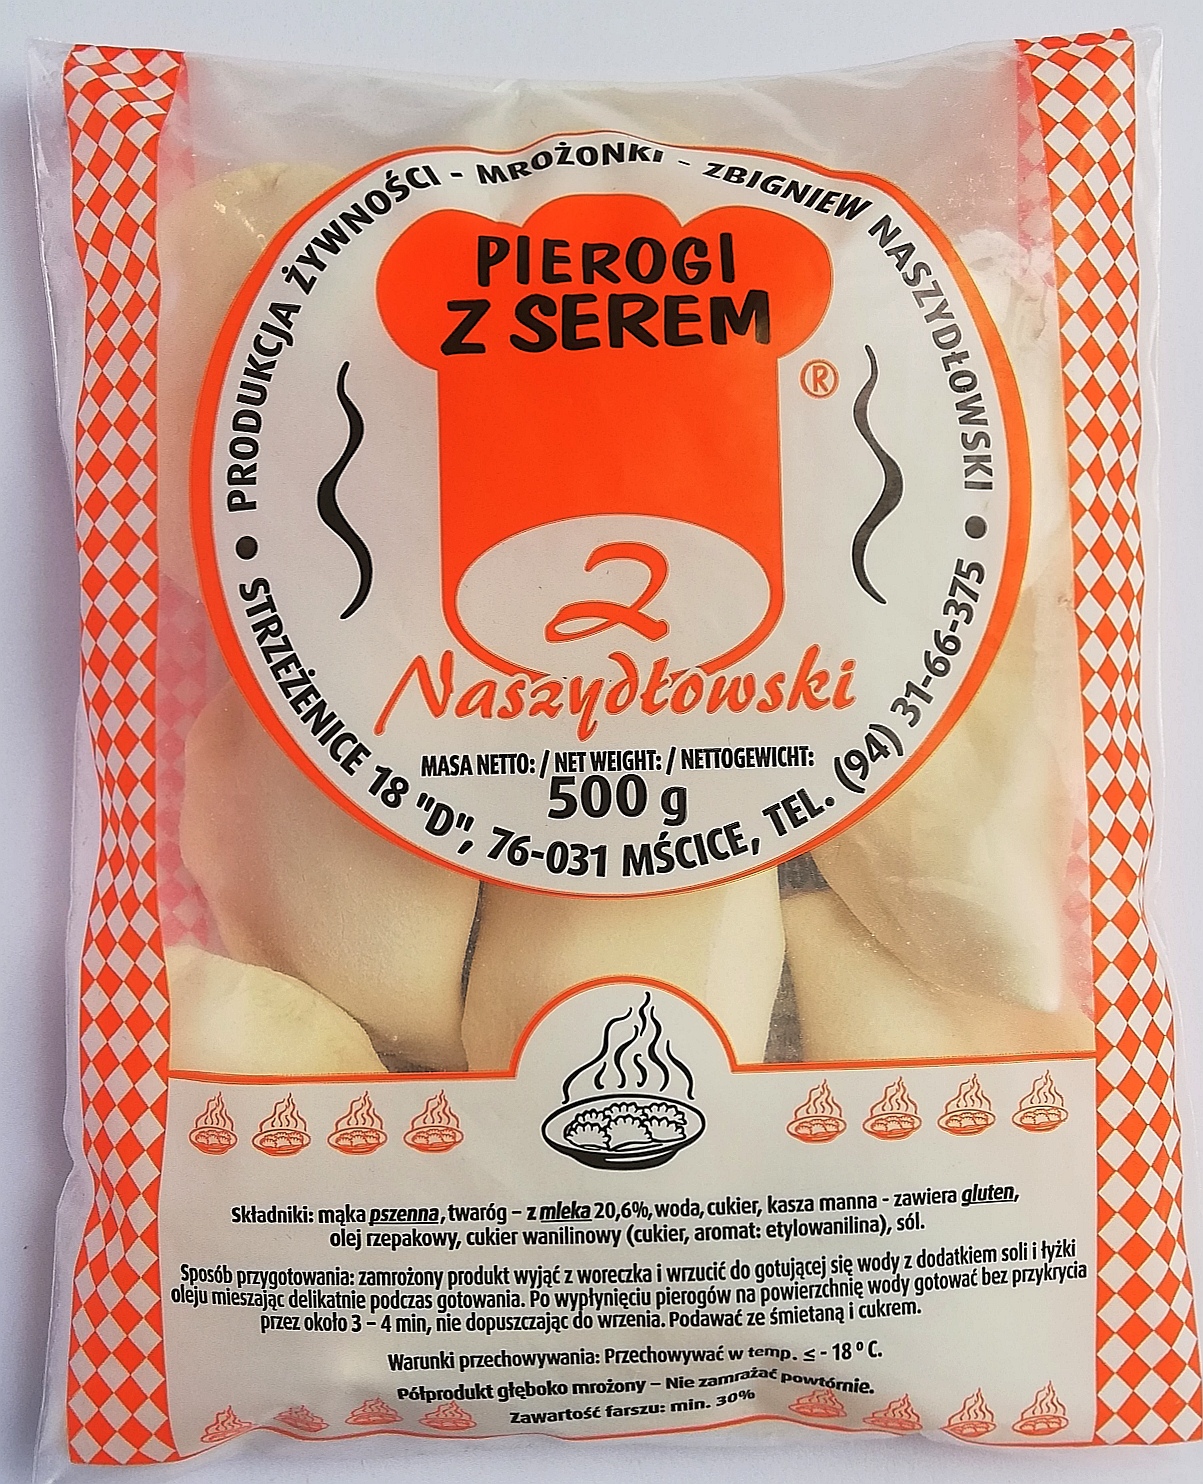 PRODUKCJA ŻYWNOŚCI - MROŻONKI - ZBIGNIEW NASZYDŁOWSKI
PIEROGI
Z SEREM
®
2
Naszydłowski
MASA NETTO: / NET WEIGHT: / NETTOGEWICHT:
500 g
• STRZEŻENICE 18 "D", 76-031 MŚCICE, TEL. (94) 31-66-375 •
Składniki: mąka pszenna, twaróg – z mleka 20,6%, woda, cukier, kasza manna - zawiera gluten,
olej rzepakowy, cukier wanilinowy (cukier, aromat: etylowanilina), sól.
Sposób przygotowania: zamrożony produkt wyjąć z woreczka i wrzucić do gotującej się wody z dodatkiem soli i łyżki
oleju mieszając delikatnie podczas gotowania. Po wypłynięciu pierogów na powierzchnię wody gotować bez przykrycia
przez około 3 – 4 min, nie dopuszczając do wrzenia. Podawać ze śmietaną i cukrem.
Warunki przechowywania: Przechowywać w temp. ≤ - 18 ° C.
Półprodukt głęboko mrożony – Nie zamrażać powtórnie.
Zawartość farszu: min. 30%